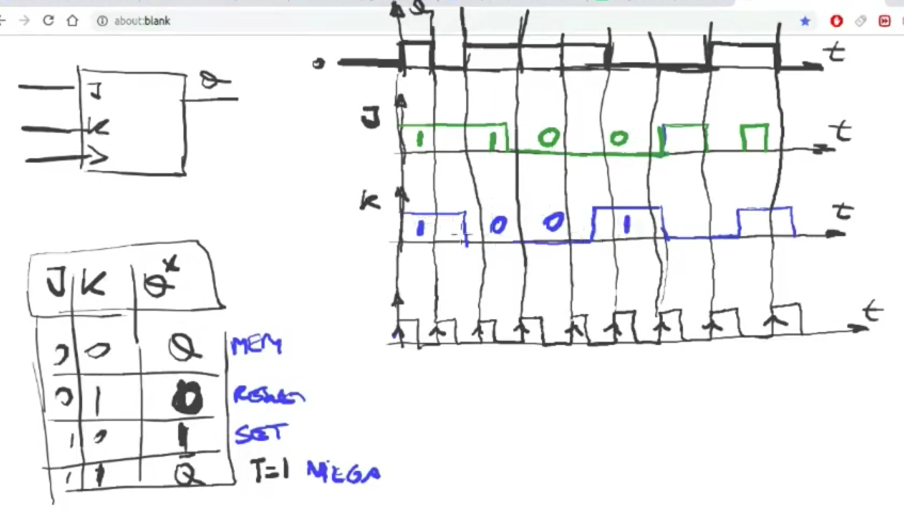 about:blank
Q
t
0
J
Q
J
1 1 0 0
t
K
K
1 0 0 1
t
t
J K Q*
0 0 Q MEM
0 1 0 RESET
1 0 1 SET
1 1 Q̅ T=1 NEGA